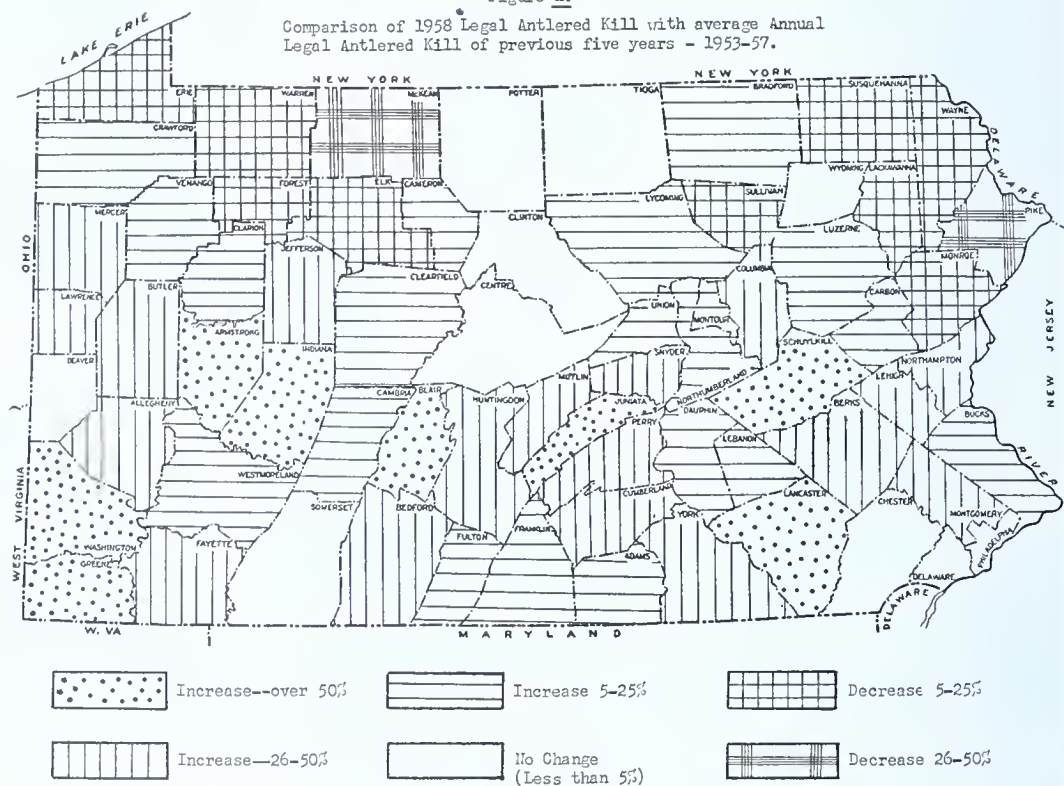 Comparison of 1958 Legal Antlered Kill with average Annual
Legal Antlered Kill of previous five years - 1953-57.
LAKE ERIE
NEW YORK
NEW YORK
ERIE
WARREN
McKEAN
POTTER
TIOGA
BRADFORD
SUSQUEHANNA
WAYNE
CRAWFORD
VENANGO
FOREST
ELK
CAMERON
WYOMING
LACKAWANNA
DELAWARE
MERCER
CLINTON
LYCOMING
SULLIVAN
PIKE
CLARION
JEFFERSON
LUZERNE
OHIO
CLEARFIELD
COLUMBIA
MONROE
LAWRENCE
BUTLER
CENTRE
UNION
MONTOUR
CARBON
ARMSTRONG
BEAVER
INDIANA
SNYDER
SCHUYLKILL
NORTHAMPTON
NEW JERSEY
ALLEGHENY
CAMBRIA
BLAIR
HUNTINGDON
MIFFLIN
JUNIATA
NORTHUMBERLAND
LEHIGH
PERRY
DAUPHIN
BERKS
BUCKS
RIVER
WESTMORELAND
LEBANON
WEST VIRGINIA
SOMERSET
BEDFORD
CUMBERLAND
LANCASTER
CHESTER
MONTGOMERY
WASHINGTON
FAYETTE
FULTON
FRANKLIN
YORK
PHILADELPHIA
GREENE
ADAMS
DELAWARE
DELAWARE
W. VA
MARYLAND
Increase--over 50%
Increase 5-25%
Decrease 5-25%
Increase—26-50%
No Change
(Less than 5%)
Decrease 26-50%